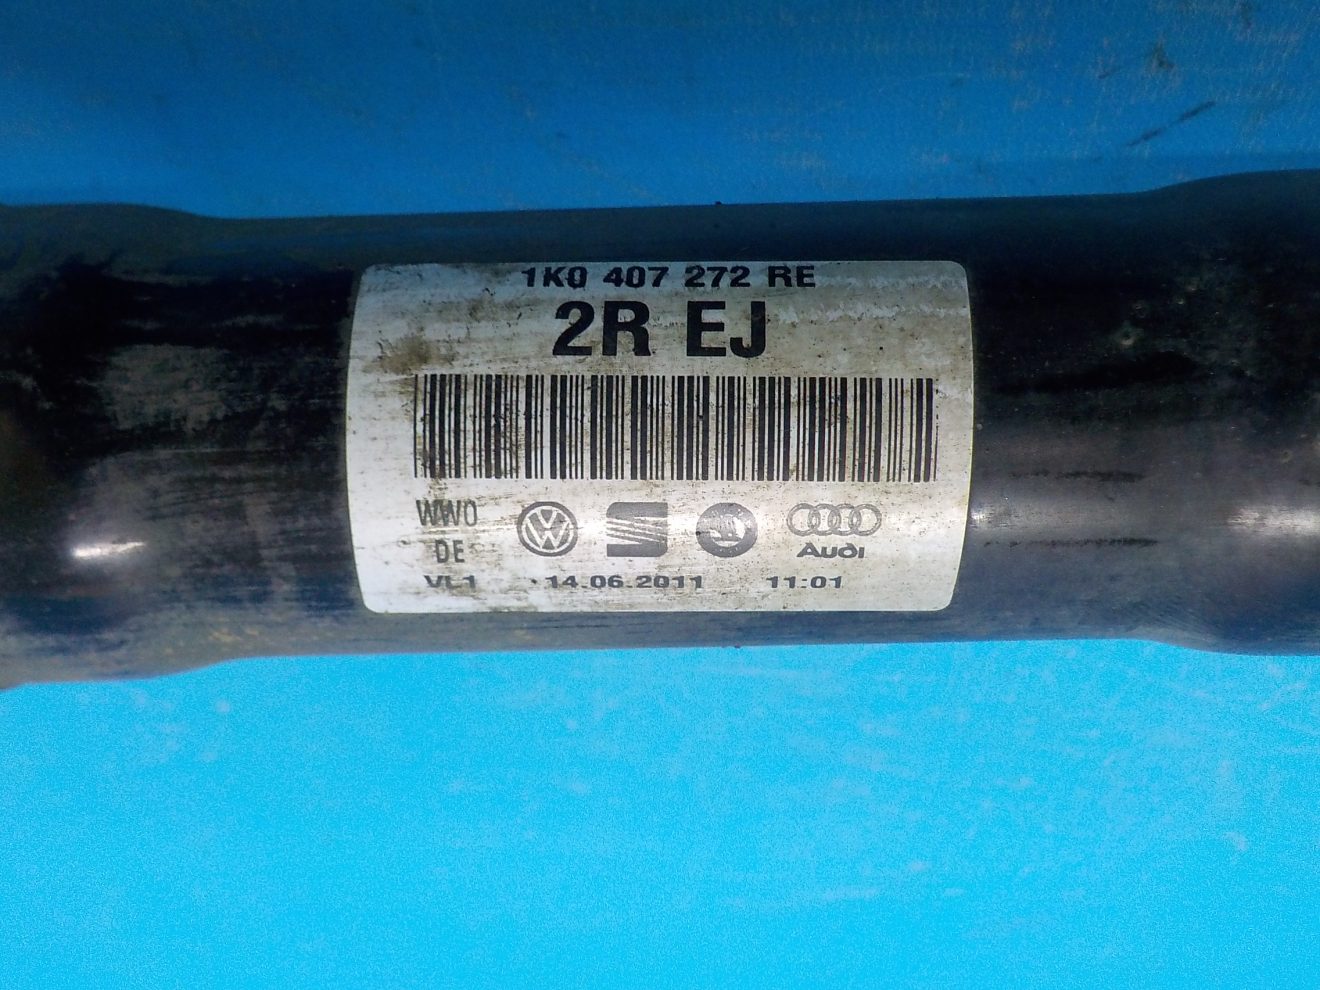 1K0 407 272 RE
2R EJ
WWO
DE
Audi
VL1 14.06.2011 11:01